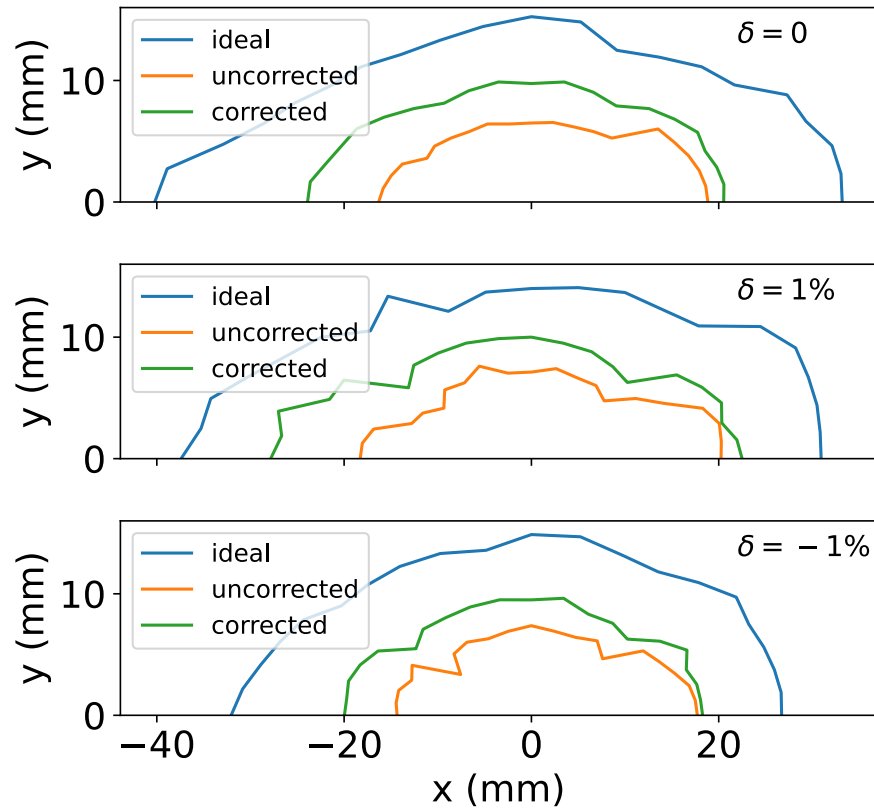 ideal
uncorrected
corrected
δ = 0
10
0
y (mm)
ideal
uncorrected
corrected
δ = 1%
10
0
y (mm)
ideal
uncorrected
corrected
δ = − 1%
10
0
y (mm)
−40 −20 0 20
x (mm)